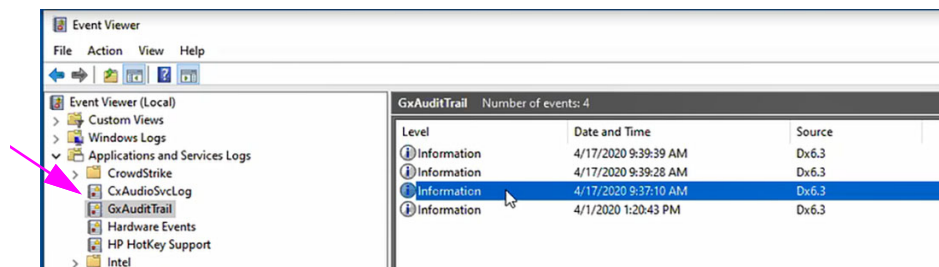 Event Viewer
File Action View Help
Event Viewer (Local)
Custom Views
Windows Logs
Applications and Services Logs
CrowdStrike
CxAudioSvcLog
GxAuditTrail
Hardware Events
HP HotKey Support
Intel
GxAuditTrail Number of events: 4
Level Date and Time Source
Information 4/17/2020 9:39:39 AM Dx6.3
Information 4/17/2020 9:39:28 AM Dx6.3
Information 4/17/2020 9:37:10 AM Dx6.3
Information 4/1/2020 1:20:43 PM Dx6.3